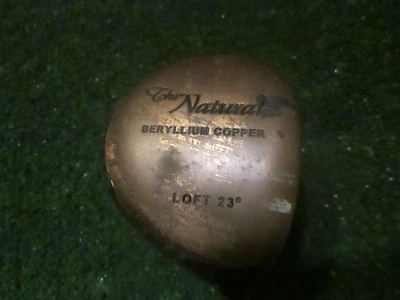 The Natural
BERYLLIUM COPPER
LOFT 23°